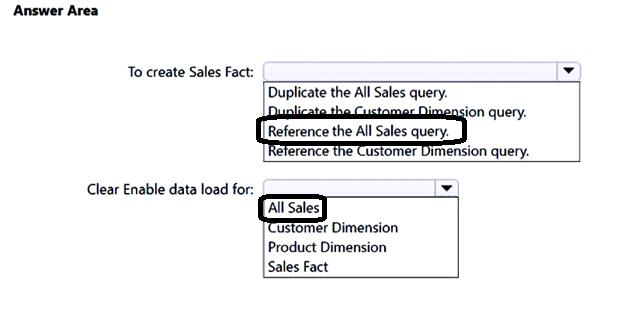 Answer Area
To create Sales Fact:
Duplicate the All Sales query.
Duplicate the Customer Dimension query.
Reference the All Sales query.
Reference the Customer Dimension query.
Clear Enable data load for:
All Sales
Customer Dimension
Product Dimension
Sales Fact